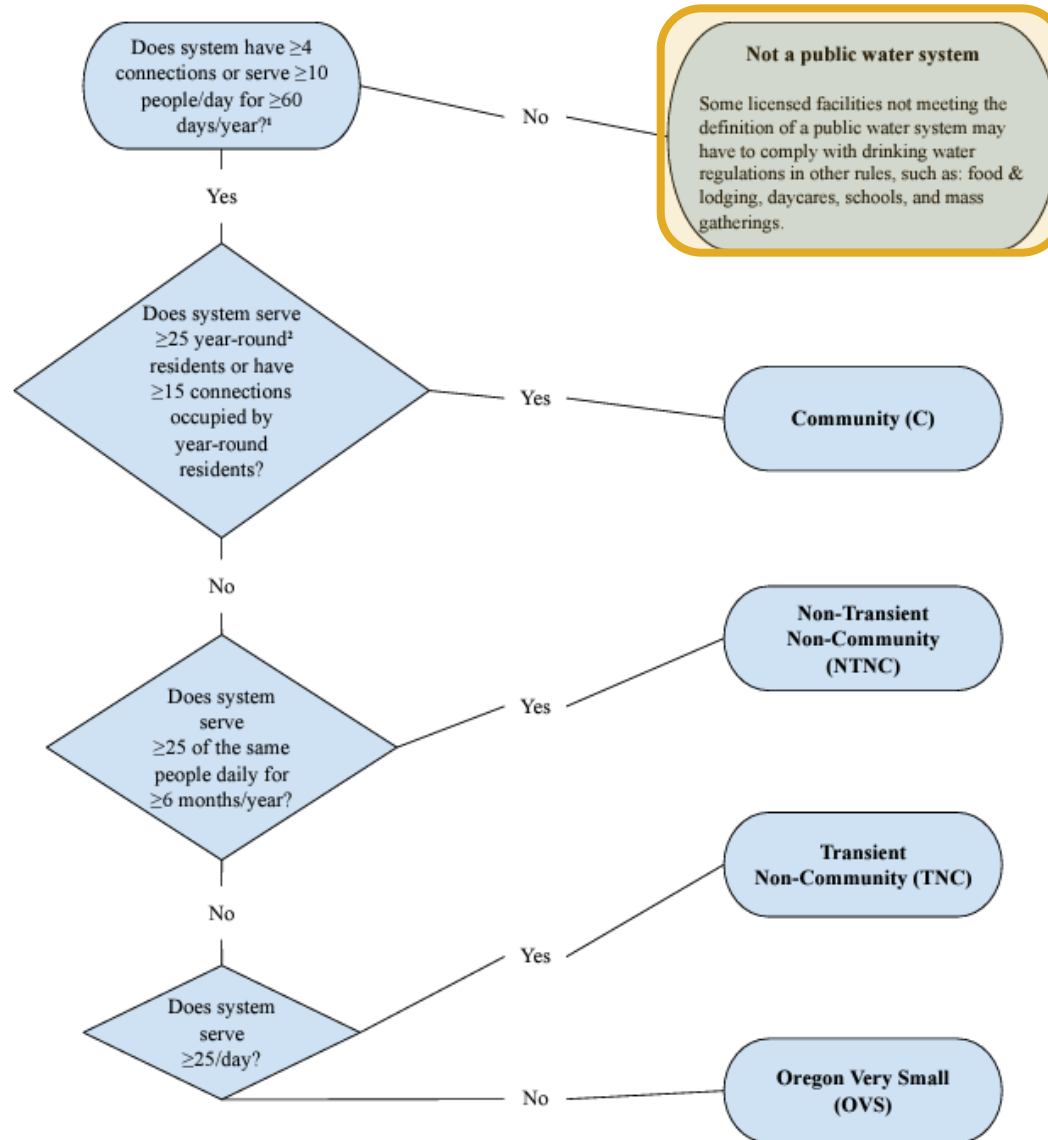 Does system have ≥4
connections or serve ≥10
people/day for ≥60
days/year?¹
No
Not a public water system
Some licensed facilities not meeting the
definition of a public water system may
have to comply with drinking water
regulations in other rules, such as: food &
lodging, daycares, schools, and mass
gatherings.
Yes
Does system serve
≥25 year-round²
residents or have
≥15 connections
occupied by
year-round
residents?
Yes
Community (C)
No
Does system
serve
≥25 of the same
people daily for
≥6 months/year?
Yes
Non-Transient
Non-Community
(NTNC)
No
Does system
serve
≥25/day?
Yes
Transient
Non-Community (TNC)
No
Oregon Very Small
(OVS)